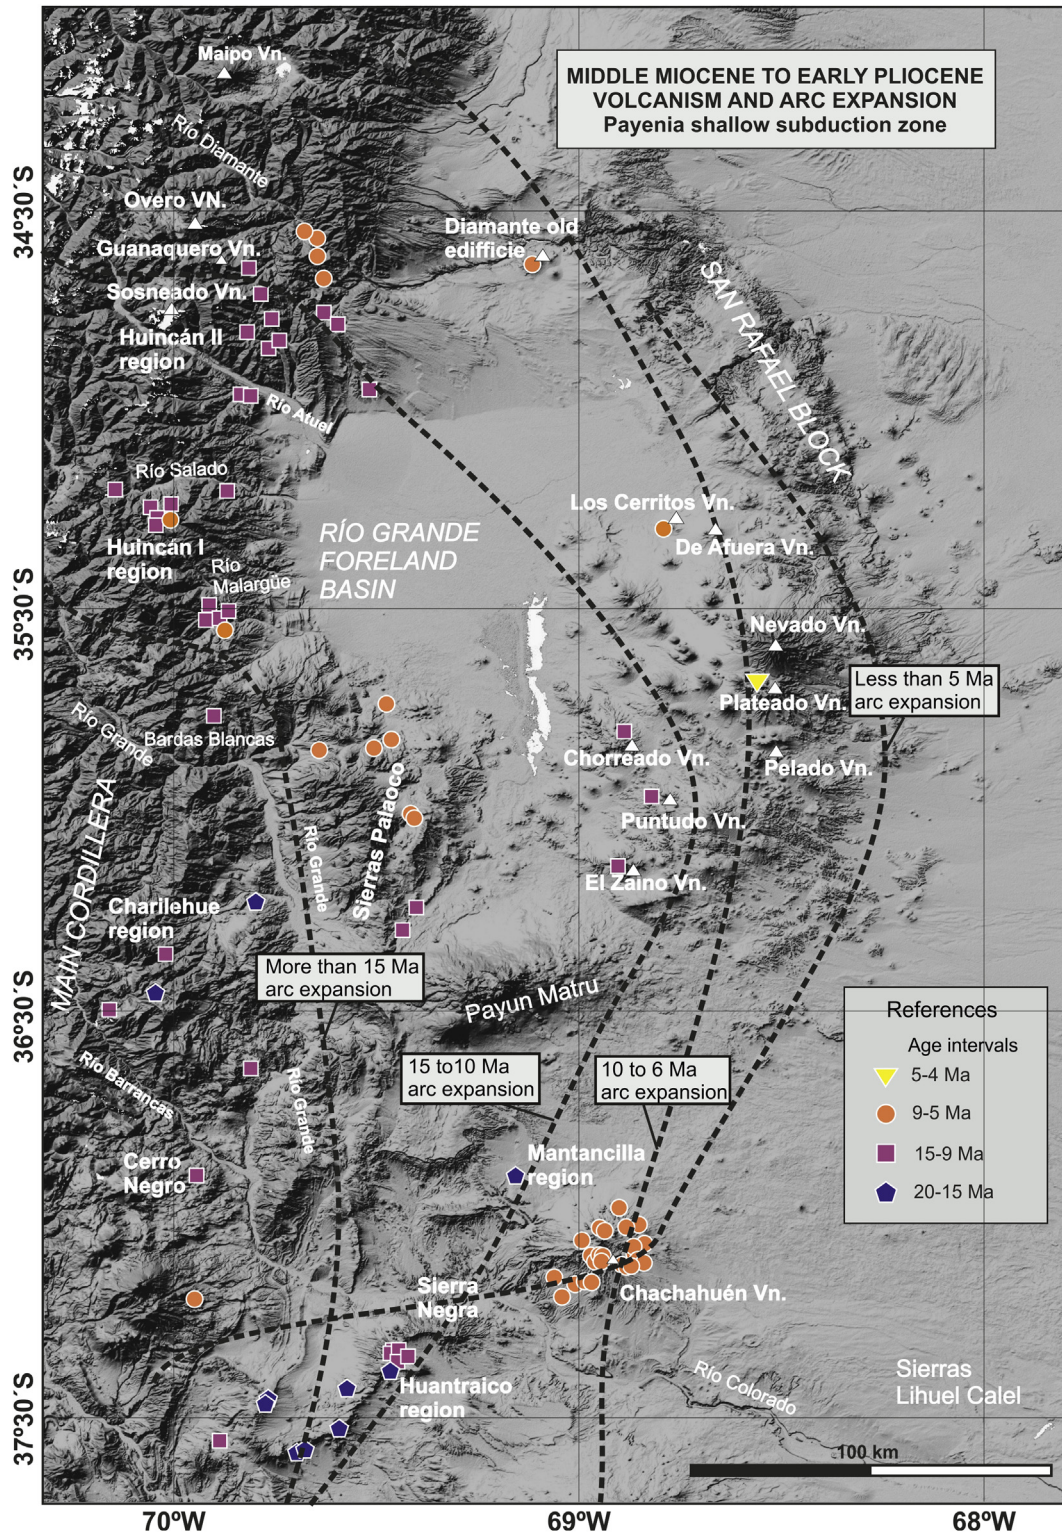 MIDDLE MIOCENE TO EARLY PLIOCENE
VOLCANISM AND ARC EXPANSION
Payenia shallow subduction zone
Maipo Vn.
Río Diamante
34°30´S
Overo VN.
Guanaquero Vn.
Diamante old
edifficie
Sosneado Vn.
SAN RAFAEL BLOCK
Huincán II
region
Río Atuel
Río Salado
Los Cerritos Vn.
De Afuera Vn.
Huincán I
region
RÍO GRANDE
FORELAND
BASIN
Río
Malargüe
35°30´S
Nevado Vn.
Less than 5 Ma
arc expansion
Plateado Vn.
Río Grande
Bardas Blancas
Chorreado Vn.
Pelado Vn.
Sierras Palaoco
Puntudo Vn.
MAIN CORDILLERA
Río Grande
El Zaino Vn.
Charilehue
region
More than 15 Ma
arc expansion
Payun Matru
36°30´S
References
Age intervals
5-4 Ma
9-5 Ma
15-9 Ma
20-15 Ma
15 to10 Ma
arc expansion
10 to 6 Ma
arc expansion
Río Barrancas
Río Grande
Cerro
Negro
Mantancilla
region
Sierra
Negra
Chachahuén Vn.
Huantraico
region
Río Colorado
Sierras
Lihuel Calel
37°30´S
100 km
70°W
69°W
68°W